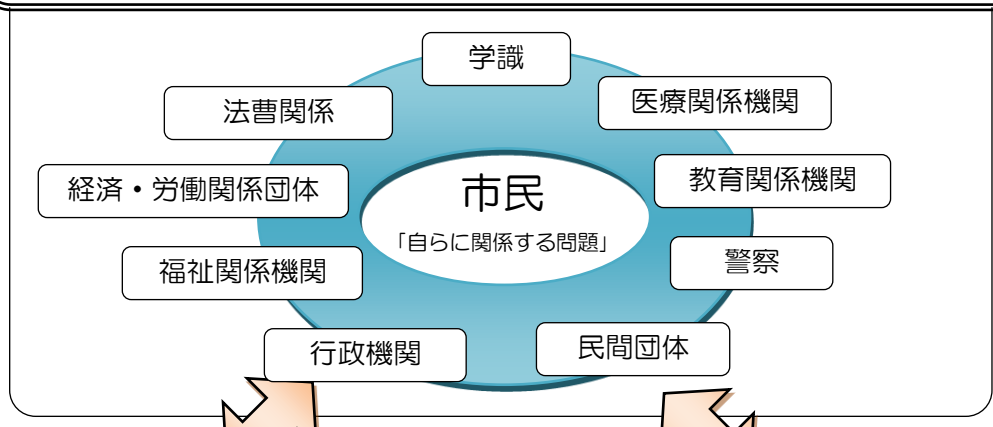 学識
医療関係機関
法曹関係
経済・労働関係団体
教育関係機関
市民
「自らに関係する問題」
福祉関係機関
警察
行政機関
民間団体